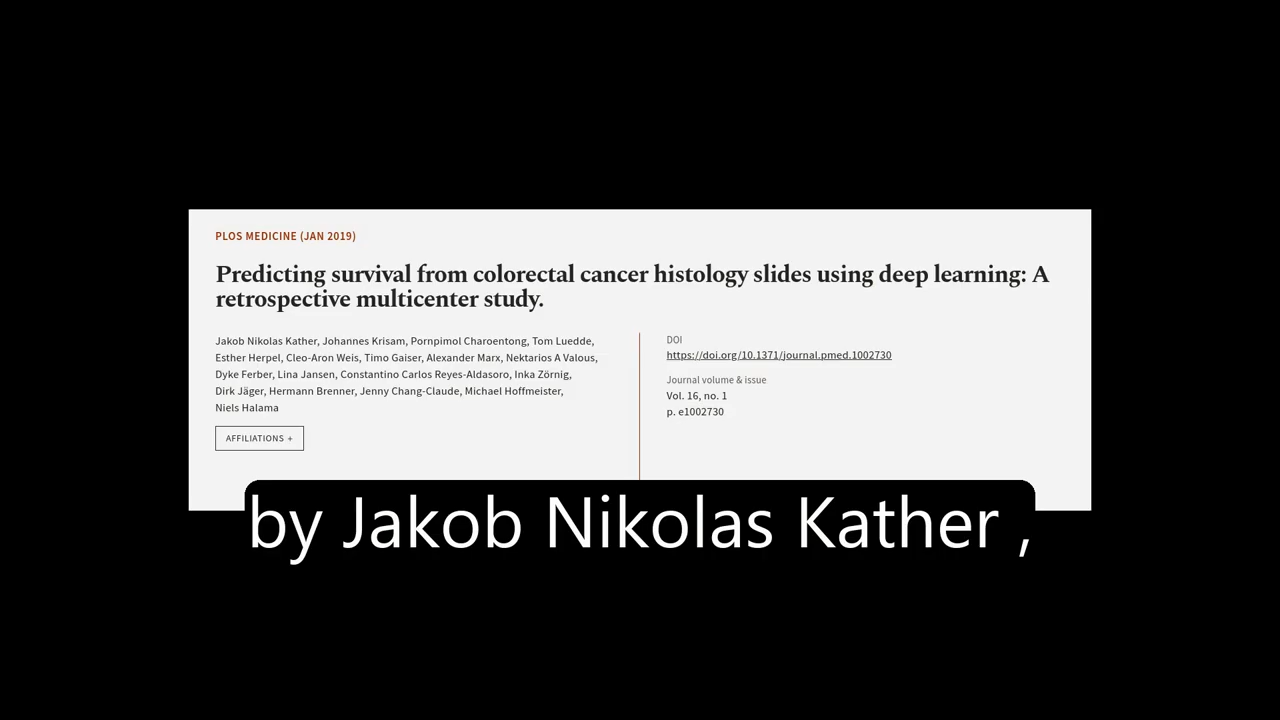 PLOS MEDICINE (JAN 2019)
Predicting survival from colorectal cancer histology slides using deep learning: A
retrospective multicenter study.
Jakob Nikolas Kather, Johannes Krisam, Pornpimol Charoentong, Tom Luedde,
Esther Herpel, Cleo-Aron Weis, Timo Gaiser, Alexander Marx, Nektarios A Valous,
Dyke Ferber, Lina Jansen, Constantino Carlos Reyes-Aldasoro, Inka Zörnig,
Dirk Jäger, Hermann Brenner, Jenny Chang-Claude, Michael Hoffmeister,
Niels Halama
AFFILIATIONS +
DOI
https://doi.org/10.1371/journal.pmed.1002730
Journal volume & issue
Vol. 16, no. 1
p. e1002730
by Jakob Nikolas Kather ,